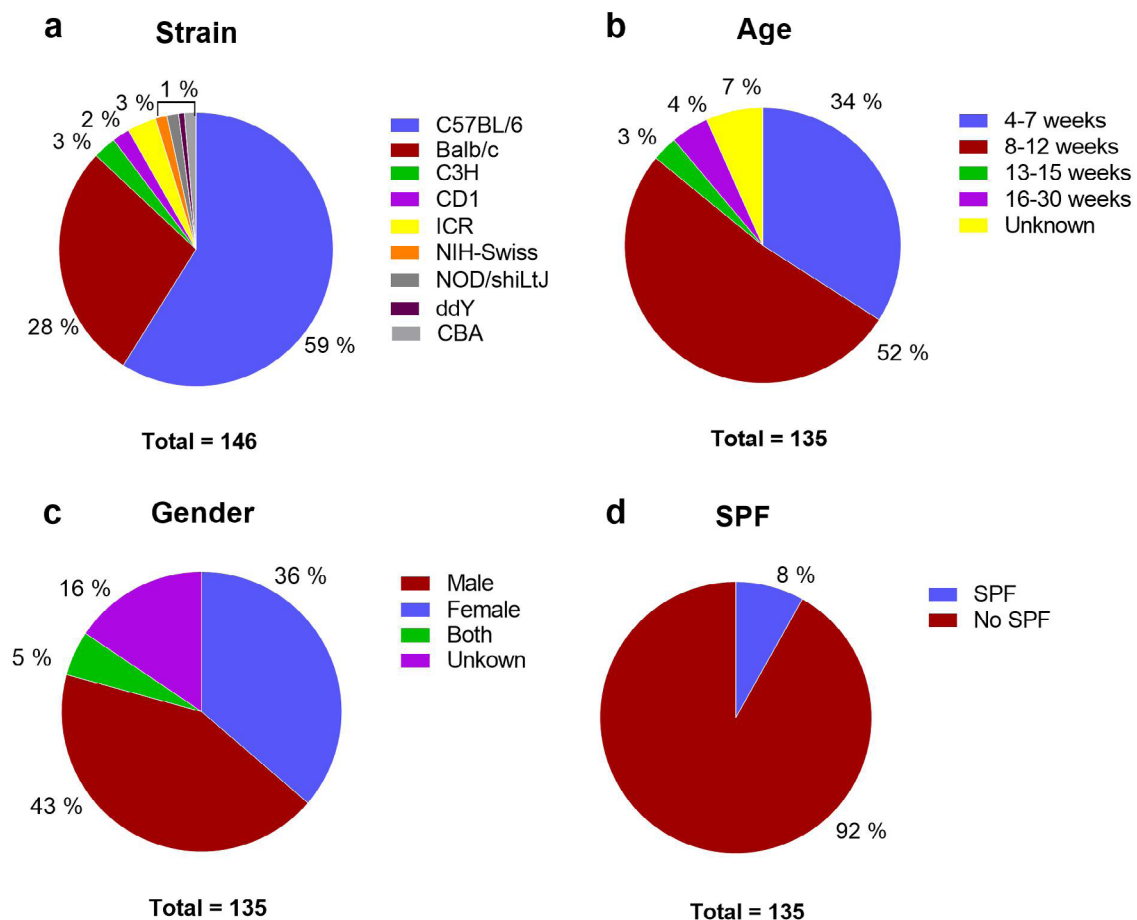 a
Strain
1 %
3 %
2 %
3 %
28 %
59 %
C57BL/6
Balb/c
C3H
CD1
ICR
NIH-Swiss
NOD/shiLtJ
ddY
CBA
Total = 146
b
Age
7 %
4 %
3 %
34 %
52 %
4-7 weeks
8-12 weeks
13-15 weeks
16-30 weeks
Unknown
Total = 135
c
Gender
16 %
36 %
5 %
43 %
Male
Female
Both
Unkown
Total = 135
d
SPF
8 %
92 %
SPF
No SPF
Total = 135